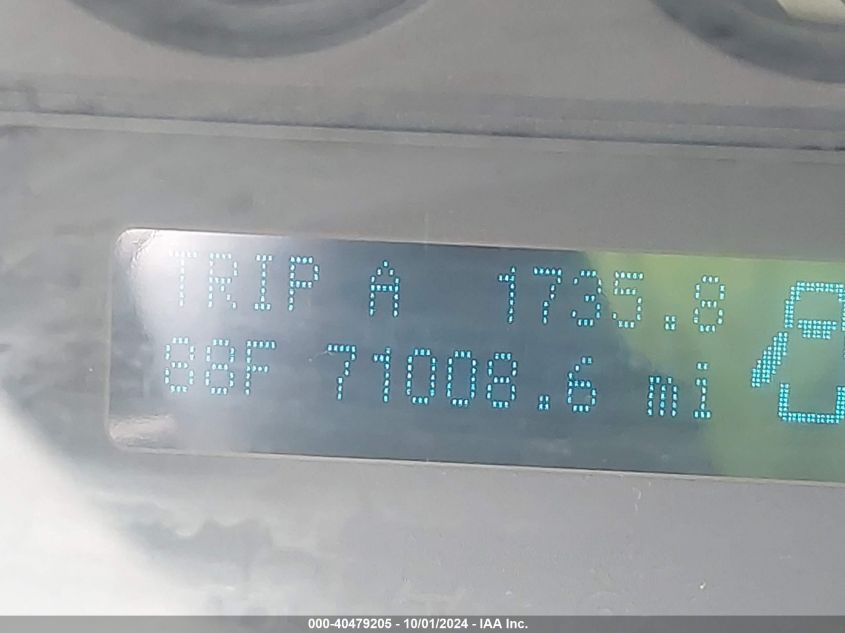 TRIP A 1735.8
88F 71008.6 mi
000-40479205 - 10/01/2024 - IAA Inc.